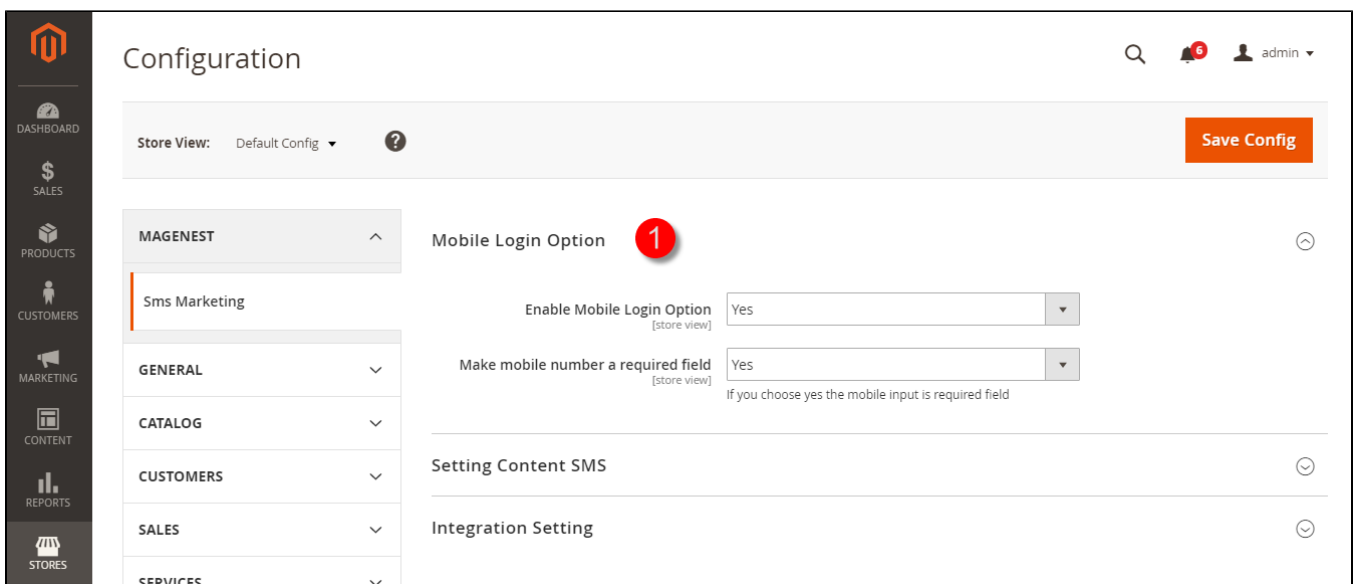 Configuration
6
admin
DASHBOARD
Store View: Default Config
?
Save Config
$
SALES
MAGENEST
Mobile Login Option 1
PRODUCTS
Sms Marketing
Enable Mobile Login Option Yes
[store view]
CUSTOMERS
GENERAL
Make mobile number a required field Yes
[store view]
If you choose yes the mobile input is required field
MARKETING
CATALOG
CONTENT
Setting Content SMS
CUSTOMERS
REPORTS
SALES
Integration Setting
STORES
SERVICES